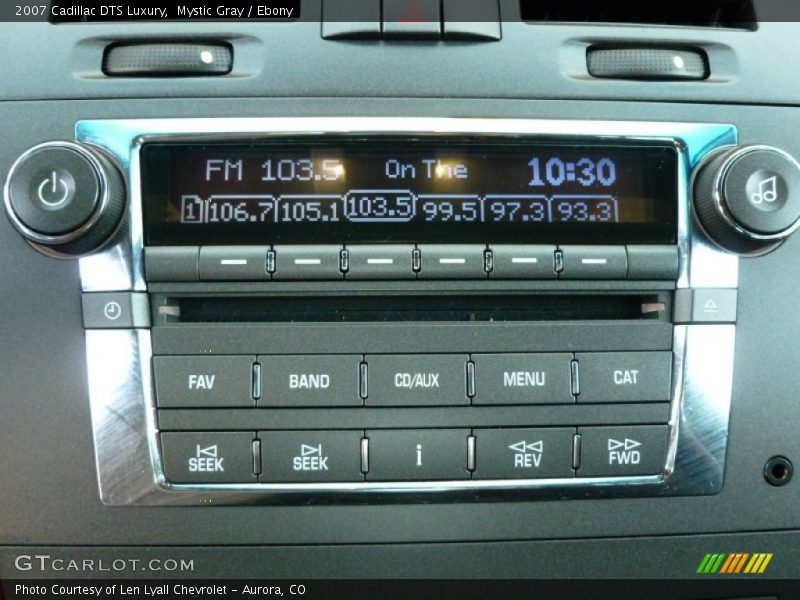 2007 Cadillac DTS Luxury,  Mystic Gray / Ebony
FM 103.5 On The 10:30
1 106.7 105.1 103.5 99.5 97.3 93.3
FAV BAND CD/AUX MENU CAT
SEEK SEEK i REV FWD
GTCARLOT.COM
Photo Courtesy of Len Lyall Chevrolet – Aurora, CO